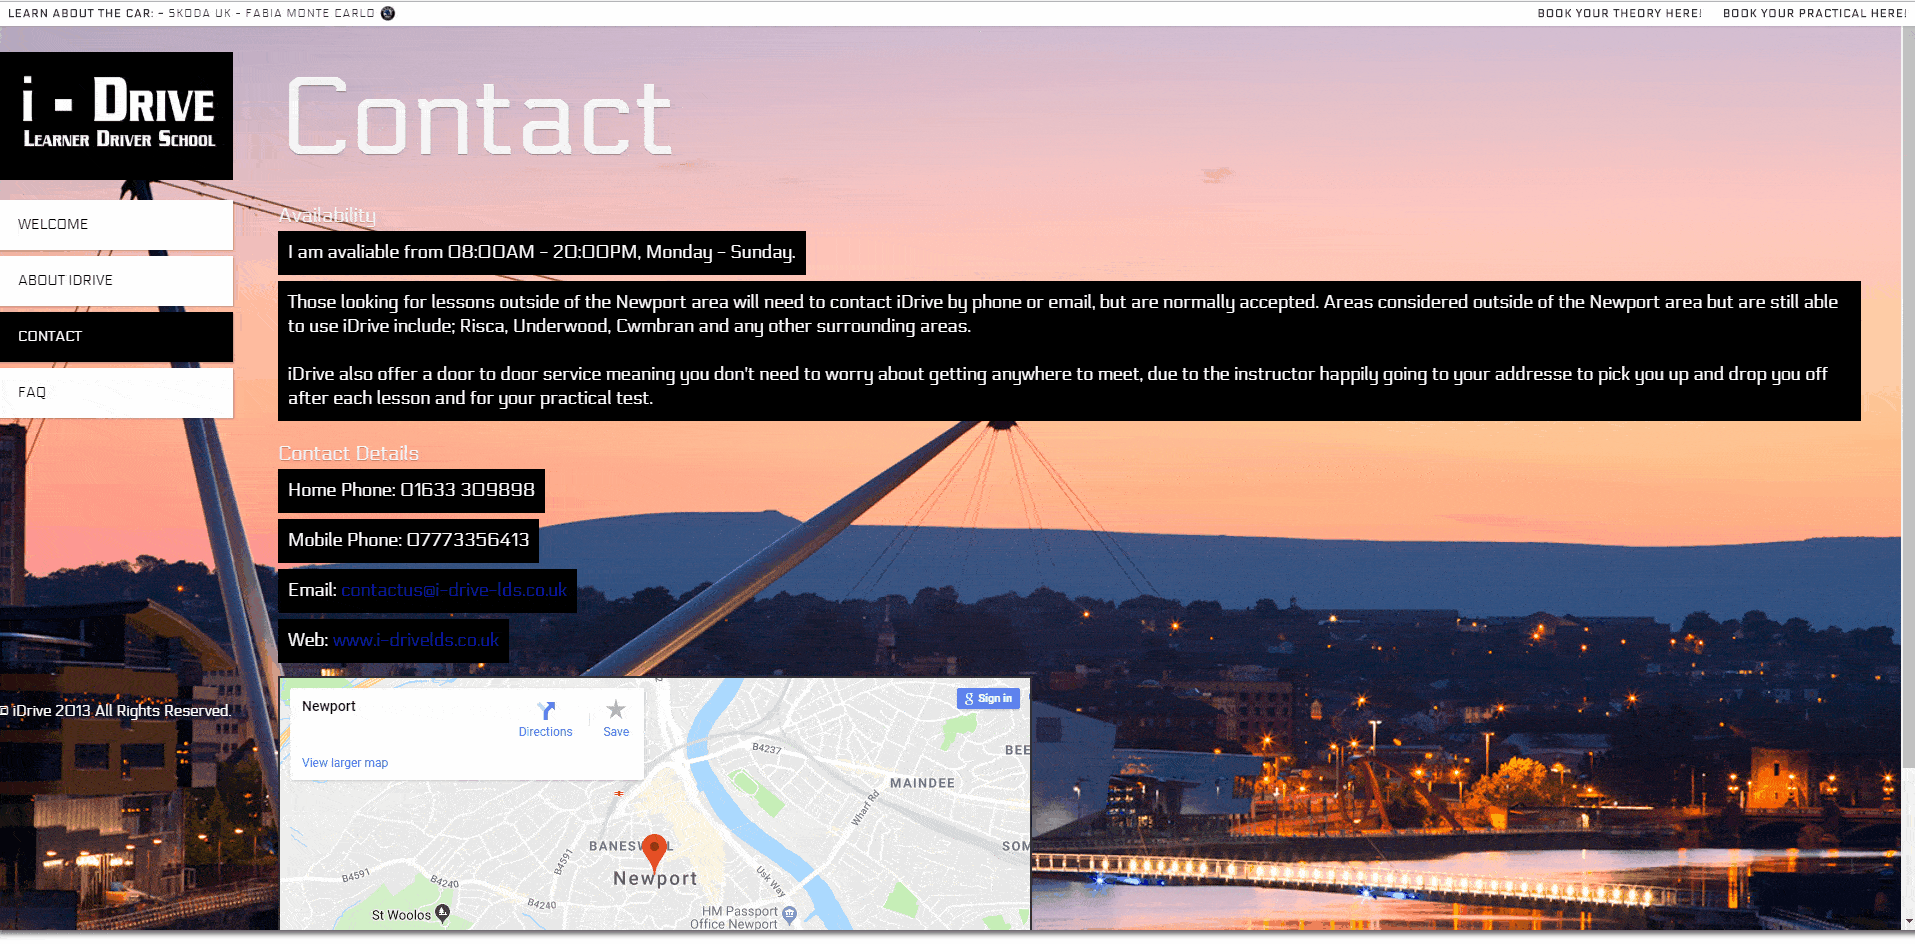 LEARN ABOUT THE CAR: - SKODA UK - FABIA MONTE CARLO
BOOK YOUR THEORY HERE! BOOK YOUR PRACTICAL HERE!
i - DRIVE
LEARNER DRIVER SCHOOL
WELCOME
ABOUT IDRIVE
CONTACT
FAQ
© iDrive 2013 All Rights Reserved.
Contact
Availability
I am avaliable from 08:00AM - 20:00PM, Monday - Sunday.
Those looking for lessons outside of the Newport area will need to contact iDrive by phone or email, but are normally accepted. Areas considered outside of the Newport area but are still able
to use iDrive include; Risca, Underwood, Cwmbran and any other surrounding areas.
iDrive also offer a door to door service meaning you don't need to worry about getting anywhere to meet, due to the instructor happily going to your addresse to pick you up and drop you off
after each lesson and for your practical test.
Contact Details
Home Phone: 01633 309898
Mobile Phone: 07773356413
Email: contactus@i-drive-lds.co.uk
Web: www.i-drivelds.co.uk
Newport
Directions
Save
View larger map
Sign in
B4237
BEE
MAINDEE
Wharf Rd
BANESW L
SOM
Newport
B4591
B4591
B4240
B4240
Usk Way
St Woolos
HM Passport
Office Newport